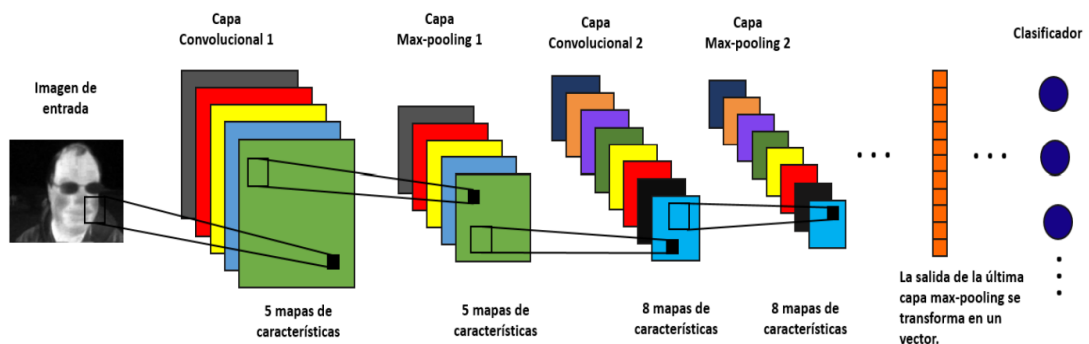 Capa
Convolucional 1
Capa
Max-pooling 1
Capa
Convolucional 2
Capa
Max-pooling 2
Clasificador
Imagen de
entrada
5 mapas de
características
5 mapas de
características
8 mapas de
características
8 mapas de
características
La salida de la última
capa max-pooling se
transforma en un
vector.